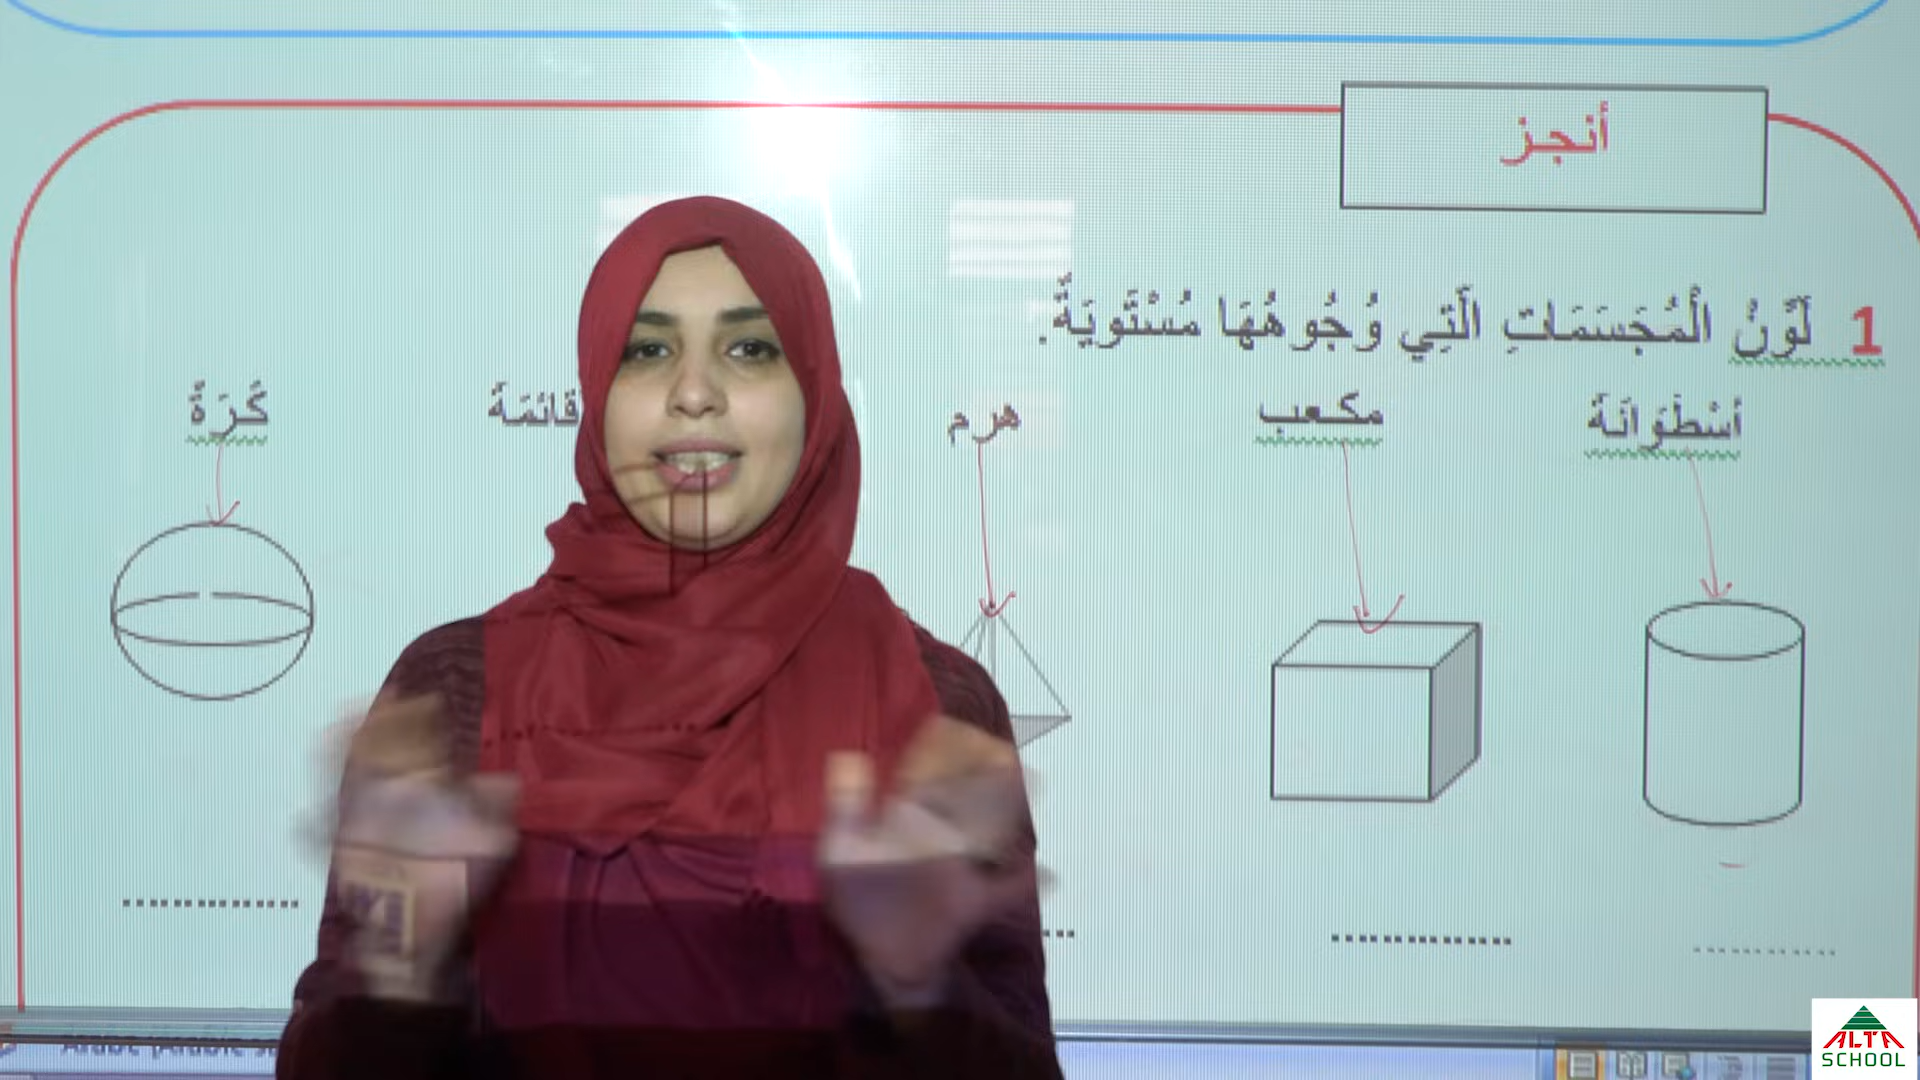 أنجز
1 لَوِّنْ الْمُجَسَمَاتِ الَّتِي وُجُوهُهَا مُسْتَوِيَةٌ.
أسْطُوَانَةٌ مكعب هرم قائمَة كُرَةٌ
ALTA
SCHOOL